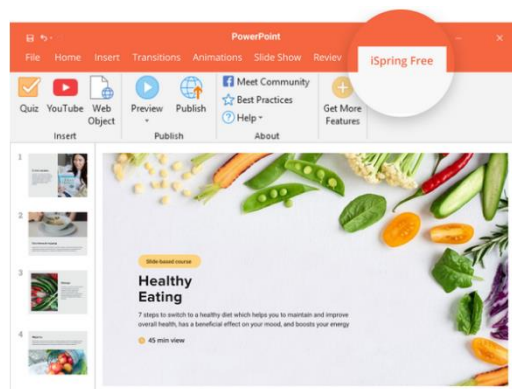 PowerPoint
File Home Insert Transitions Animations Slide Show Reviev iSpring Free
Quiz YouTube Web Object
Insert
Preview Publish
Publish
Meet Community
Best Practices
Help
About
Get More Features
1
2
3
4
Slide-based course
Healthy
Eating
7 steps to switch to a healthy diet which helps you to maintain and improve
overall health, has a beneficial effect on your mood, and boosts your energy
45 min view